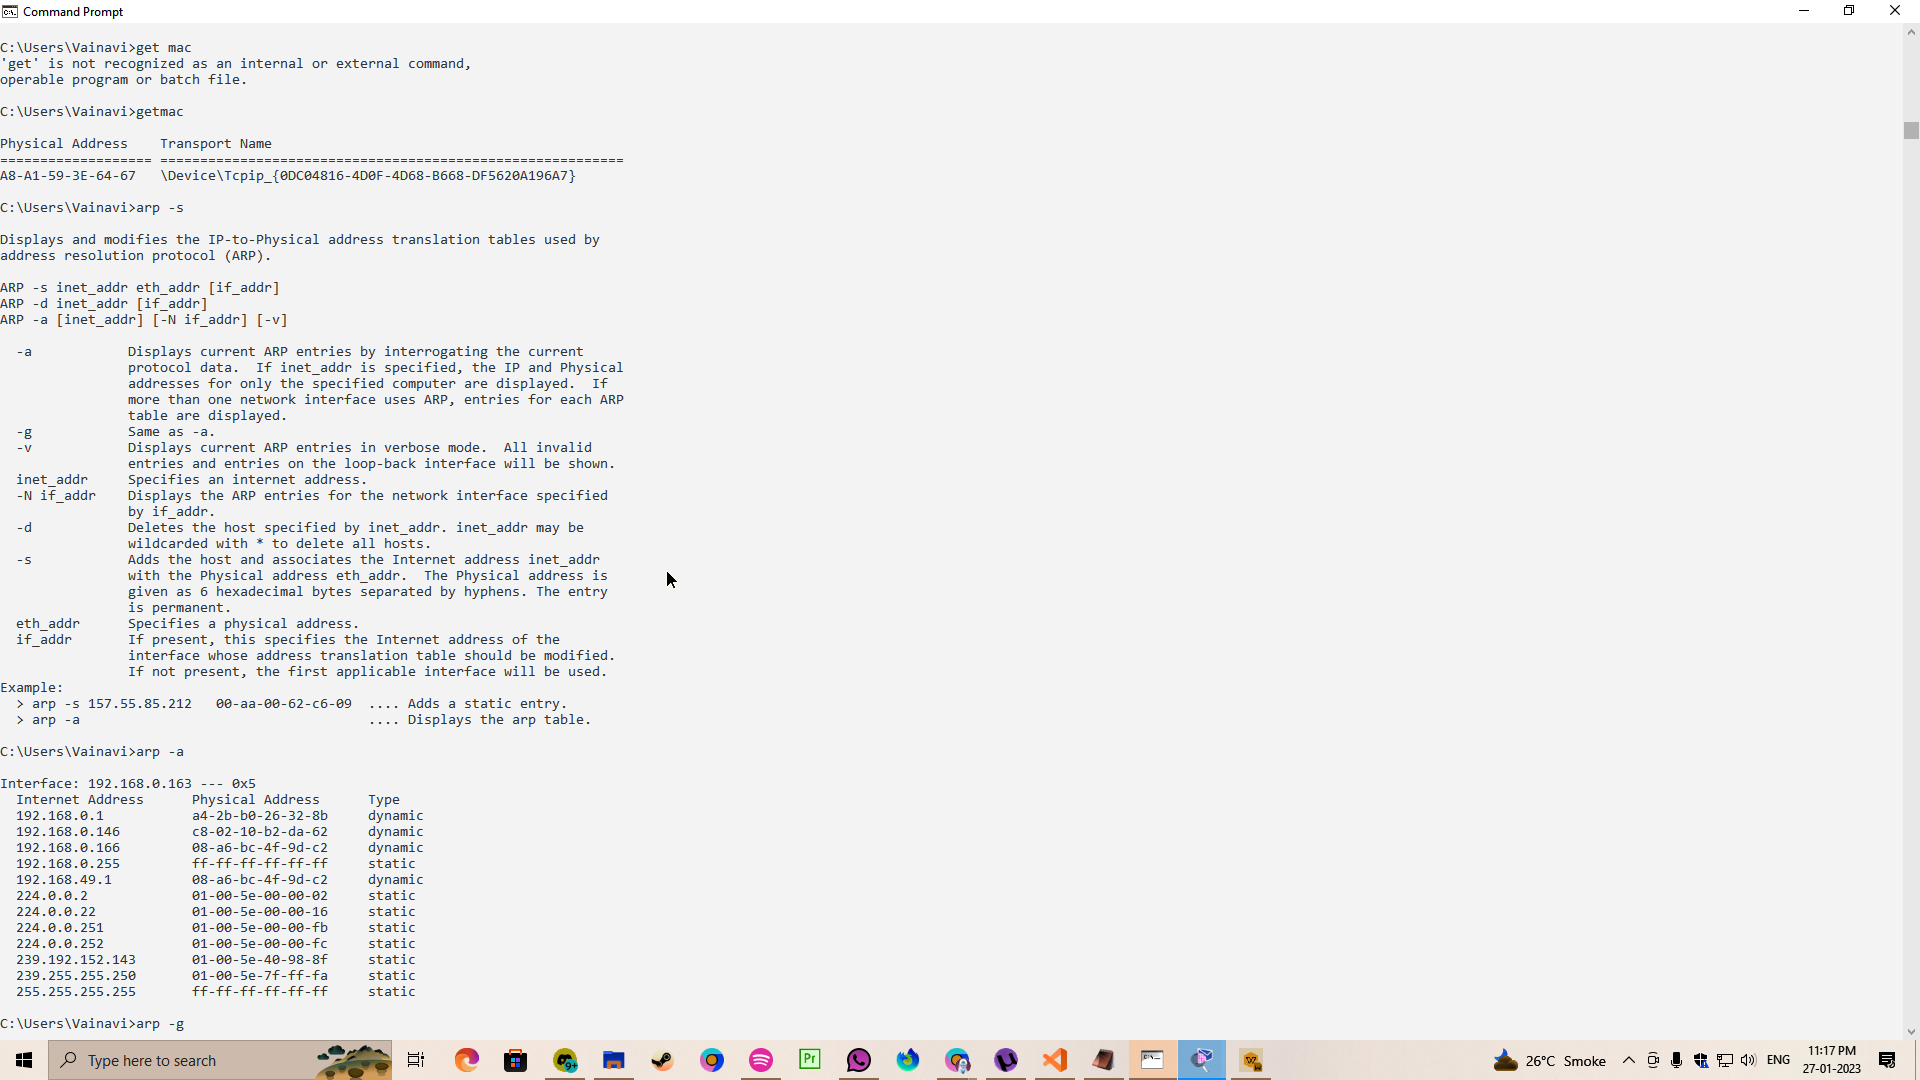 Command Prompt
C:\Users\Vainavi>get mac
'get' is not recognized as an internal or external command,
operable program or batch file.
C:\Users\Vainavi>getmac
Physical Address    Transport Name
=================== ==========================================================
A8-A1-59-3E-64-67   \Device\Tcpip_{0DC04816-4D0F-4D68-B668-DF5620A196A7}
C:\Users\Vainavi>arp -s
Displays and modifies the IP-to-Physical address translation tables used by
address resolution protocol (ARP).
ARP -s inet_addr eth_addr [if_addr]
ARP -d inet_addr [if_addr]
ARP -a [inet_addr] [-N if_addr] [-v]
  -a            Displays current ARP entries by interrogating the current
                protocol data.  If inet_addr is specified, the IP and Physical
                addresses for only the specified computer are displayed.  If
                more than one network interface uses ARP, entries for each ARP
                table are displayed.
  -g            Same as -a.
  -v            Displays current ARP entries in verbose mode.  All invalid
                entries and entries on the loop-back interface will be shown.
  inet_addr     Specifies an internet address.
  -N if_addr    Displays the ARP entries for the network interface specified
                by if_addr.
  -d            Deletes the host specified by inet_addr. inet_addr may be
                wildcarded with * to delete all hosts.
  -s            Adds the host and associates the Internet address inet_addr
                with the Physical address eth_addr.  The Physical address is
                given as 6 hexadecimal bytes separated by hyphens. The entry
                is permanent.
  eth_addr      Specifies a physical address.
  if_addr       If present, this specifies the Internet address of the
                interface whose address translation table should be modified.
                If not present, the first applicable interface will be used.
Example:
  > arp -s 157.55.85.212   00-aa-00-62-c6-09  .... Adds a static entry.
  > arp -a                                    .... Displays the arp table.
C:\Users\Vainavi>arp -a
Interface: 192.168.0.163 --- 0x5
  Internet Address      Physical Address      Type
  192.168.0.1           a4-2b-b0-26-32-8b     dynamic
  192.168.0.146         c8-02-10-b2-da-62     dynamic
  192.168.0.166         08-a6-bc-4f-9d-c2     dynamic
  192.168.0.255         ff-ff-ff-ff-ff-ff     static
  192.168.49.1          08-a6-bc-4f-9d-c2     dynamic
  224.0.0.2             01-00-5e-00-00-02     static
  224.0.0.22            01-00-5e-00-00-16     static
  224.0.0.251           01-00-5e-00-00-fb     static
  224.0.0.252           01-00-5e-00-00-fc     static
  239.192.152.143       01-00-5e-40-98-8f     static
  239.255.255.250       01-00-5e-7f-ff-fa     static
  255.255.255.255       ff-ff-ff-ff-ff-ff     static
C:\Users\Vainavi>arp -g
Type here to search
9+
Pr
26°C Smoke
ENG
11:17 PM
27-01-2023